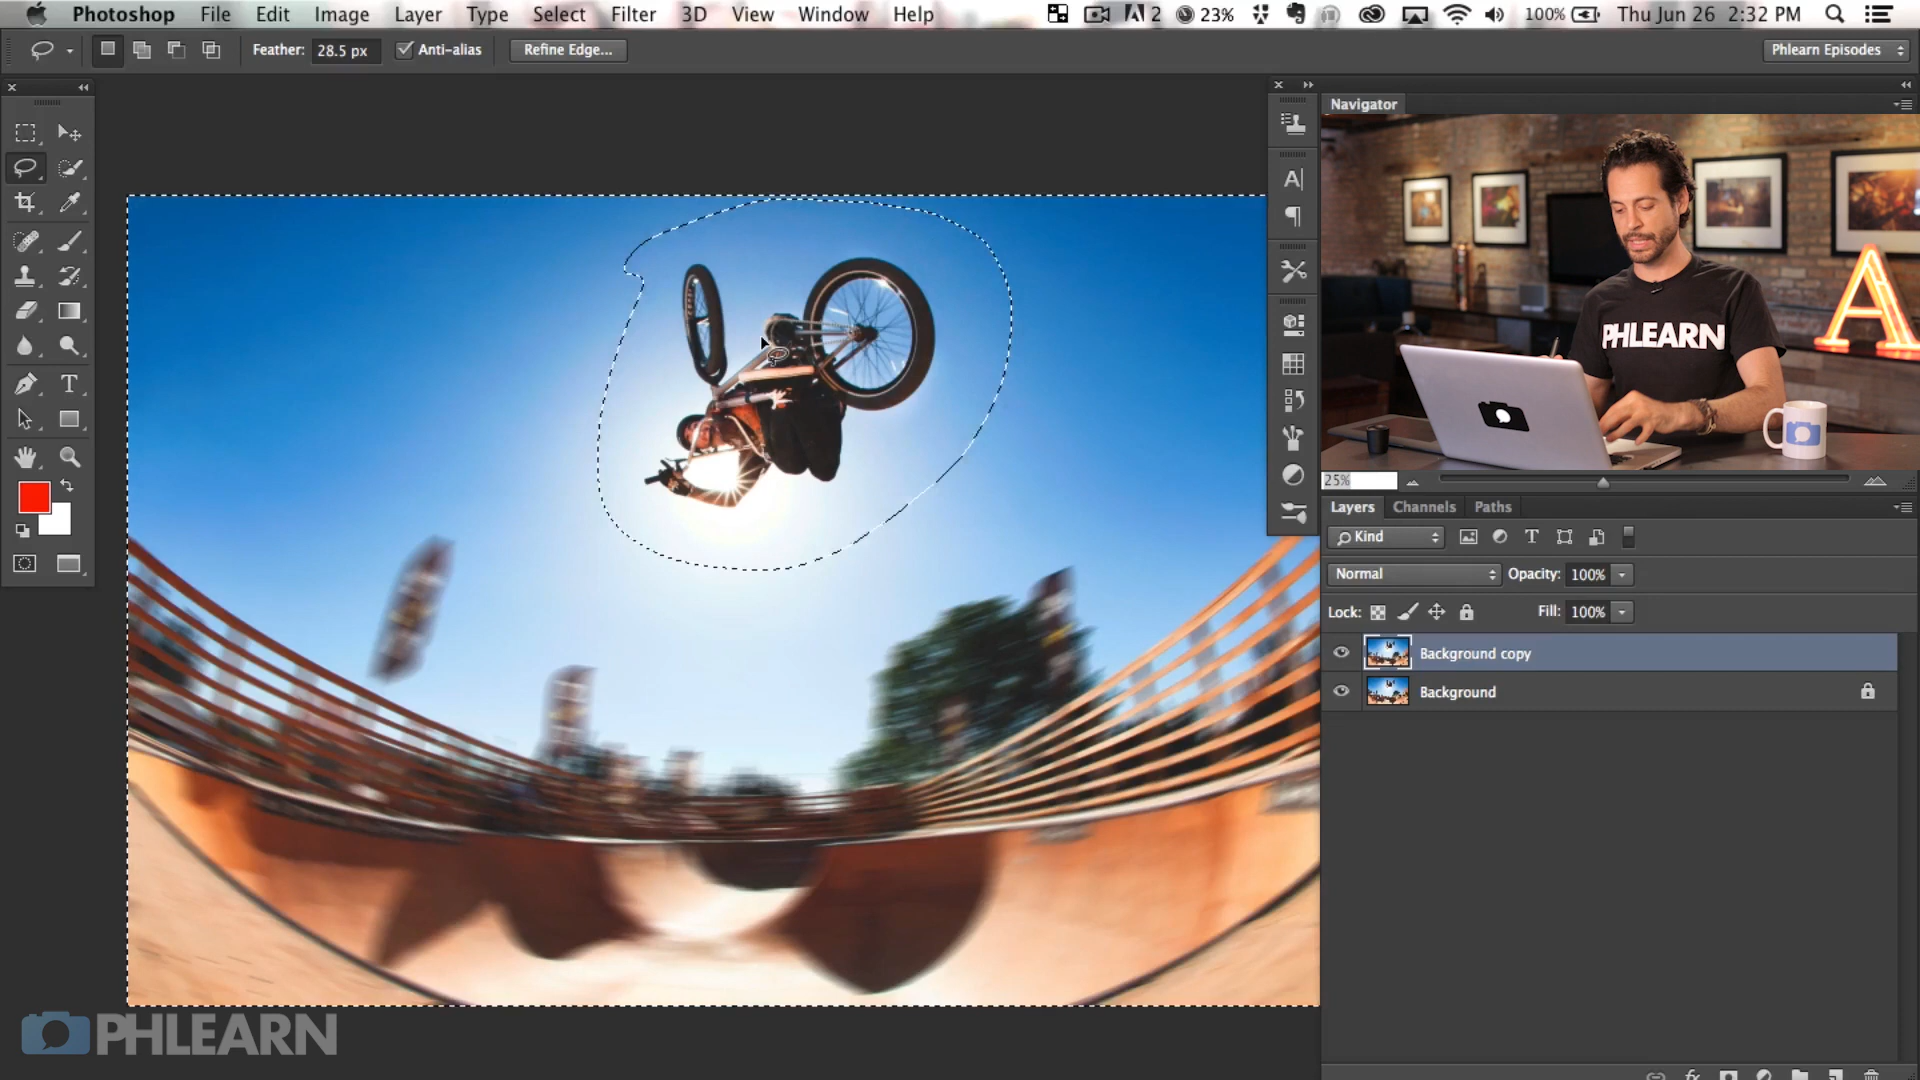 Photoshop File Edit Image Layer Type Select Filter 3D View Window Help 2 23% 100% Thu Jun 26 2:32 PM
Feather: 28.5 px Anti-alias Refine Edge... Phlearn Episodes
Navigator
PHLEARN
A
25%
Layers Channels Paths
Kind
Normal Opacity: 100%
Lock: Fill: 100%
Background copy
Background
PHLEARN